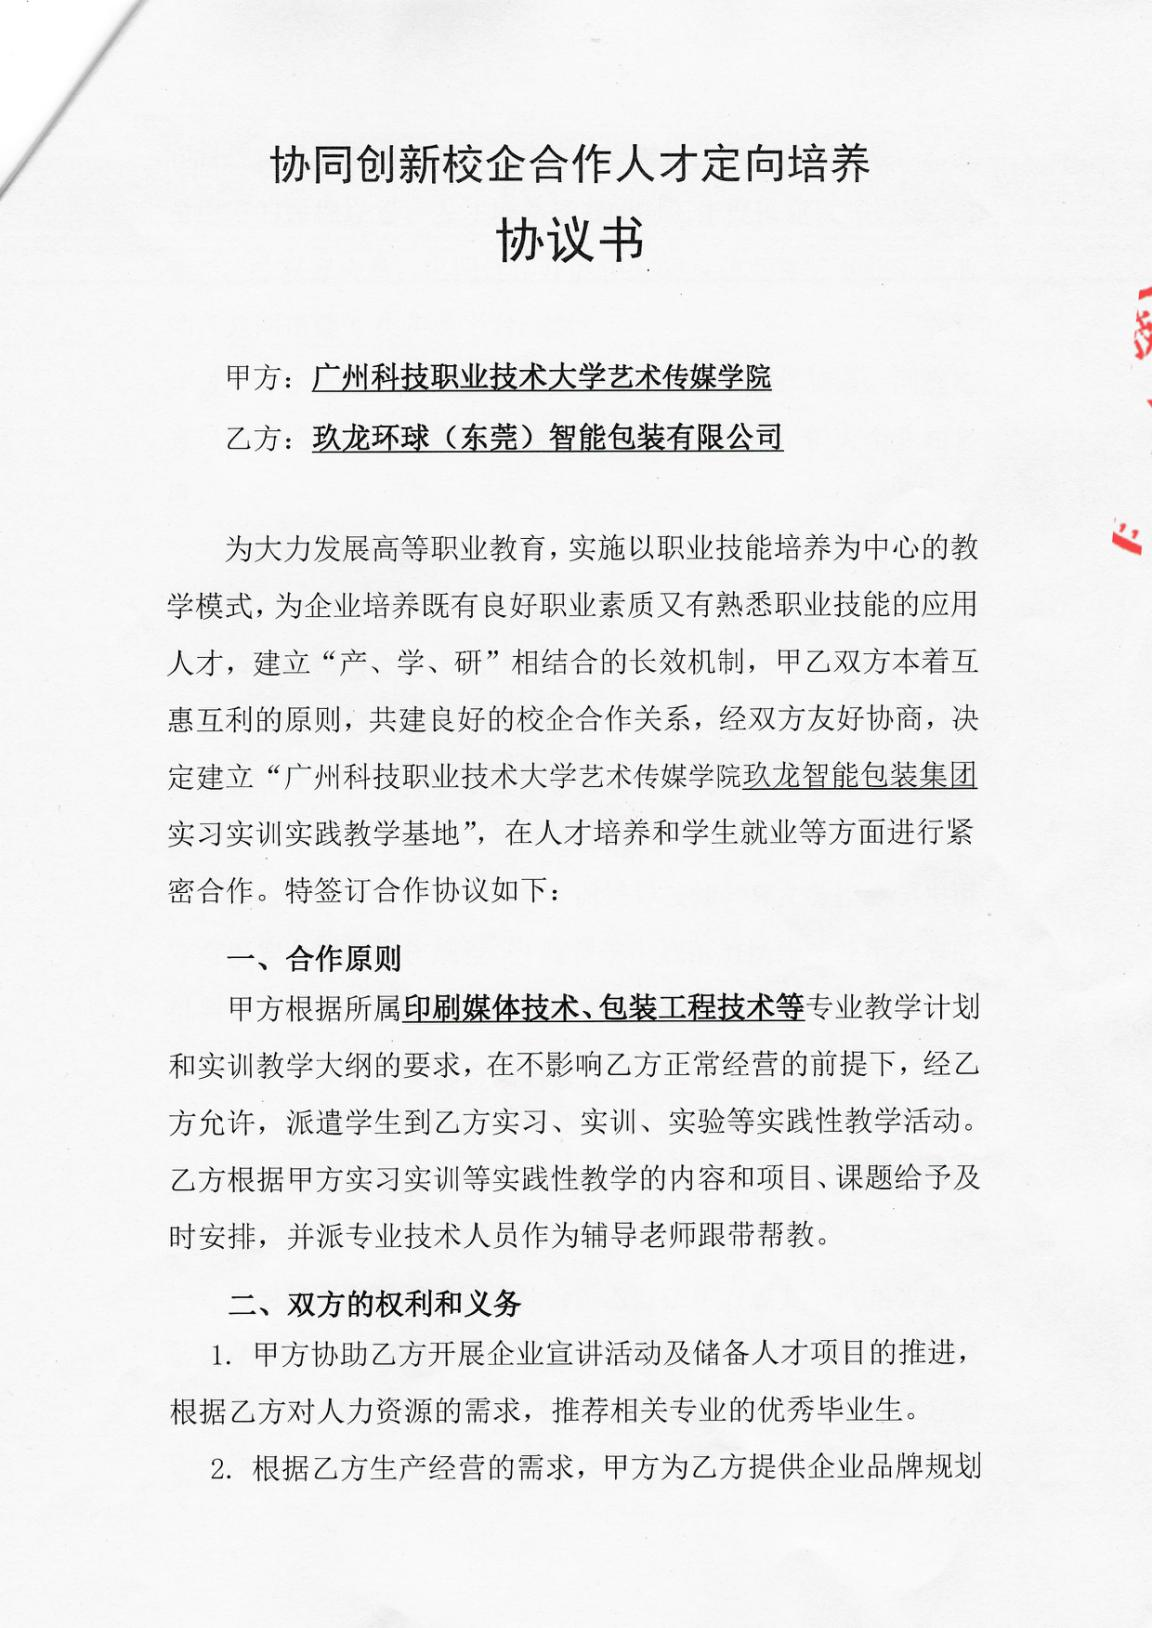 协同创新校企合作人才定向培养
协议书
甲方：广州科技职业技术大学艺术传媒学院
乙方：玖龙环球（东莞）智能包装有限公司
为大力发展高等职业教育，实施以职业技能培养为中心的教
学模式，为企业培养既有良好职业素质又有熟悉职业技能的应用
人才，建立“产、学、研”相结合的长效机制，甲乙双方本着互
惠互利的原则，共建良好的校企合作关系，经双方友好协商，决
定建立“广州科技职业技术大学艺术传媒学院玖龙智能包装集团
实习实训实践教学基地”，在人才培养和学生就业等方面进行紧
密合作。特签订合作协议如下：
一、合作原则
甲方根据所属印刷媒体技术、包装工程技术等专业教学计划
和实训教学大纲的要求，在不影响乙方正常经营的前提下，经乙
方允许，派遣学生到乙方实习、实训、实验等实践性教学活动。
乙方根据甲方实习实训等实践性教学的内容和项目、课题给予及
时安排，并派专业技术人员作为辅导老师跟带帮教。
二、双方的权利和义务
1. 甲方协助乙方开展企业宣讲活动及储备人才项目的推进，
根据乙方对人力资源的需求，推荐相关专业的优秀毕业生。
2. 根据乙方生产经营的需求，甲方为乙方提供企业品牌规划